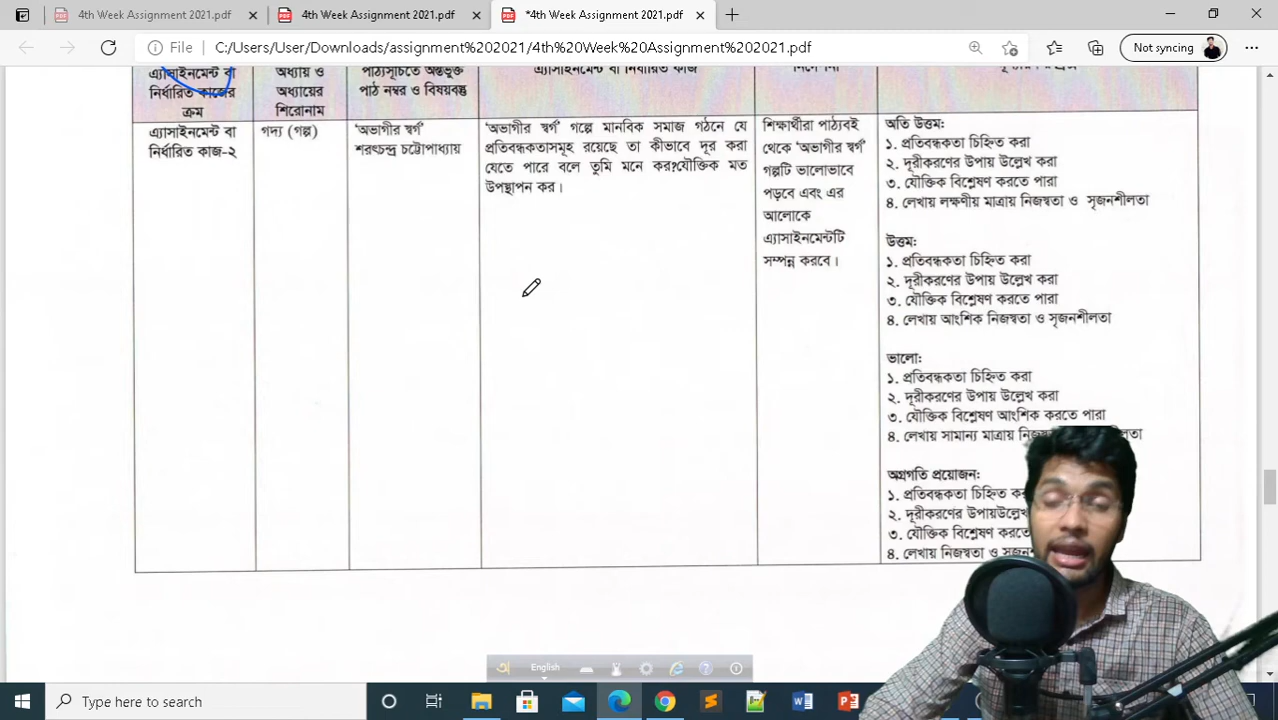 4th Week Assignment 2021.pdf
4th Week Assignment 2021.pdf
*4th Week Assignment 2021.pdf
File
C:/Users/User/Downloads/assignment%202021/4th%20Week%20Assignment%202021.pdf
Not syncing
এ্যাসাইনমেন্ট বা
নির্ধারিত কাজের
ক্রম
অধ্যায় ও
অধ্যায়ের
শিরোনাম
পাঠ্যসূচিতে অন্তর্ভুক্ত
পাঠ নম্বর ও বিষয়বস্তু
এ্যাসাইনমেন্ট বা নির্ধারিত কাজ
এ্যাসাইনমেন্ট বা
নির্ধারিত কাজ-২
গদ্য (গল্প)
'অভাগীর স্বর্গ'
শরৎচন্দ্র চট্টোপাধ্যায়
'অভাগীর স্বর্গ' গল্পে মানবিক সমাজ গঠনে যে
প্রতিবন্ধকতাসমূহ রয়েছে তা কীভাবে দূর করা
যেতে পারে বলে তুমি মনে কর?যৌক্তিক মত
উপস্থাপন কর।
শিক্ষার্থীরা পাঠ্যবই
থেকে 'অভাগীর স্বর্গ'
গল্পটি ভালোভাবে
পড়বে এবং এর
আলোকে
এ্যাসাইনমেন্টটি
সম্পন্ন করবে।
অতি উত্তম:
১. প্রতিবন্ধকতা চিহ্নিত করা
২. দূরীকরণের উপায় উল্লেখ করা
৩. যৌক্তিক বিশ্লেষণ করতে পারা
৪. লেখায় লক্ষণীয় মাত্রায় নিজস্বতা ও সৃজনশীলতা
উত্তম:
১. প্রতিবন্ধকতা চিহ্নিত করা
২. দূরীকরণের উপায় উল্লেখ করা
৩. যৌক্তিক বিশ্লেষণ করতে পারা
৪. লেখায় আংশিক নিজস্বতা ও সৃজনশীলতা
ভালো:
১. প্রতিবন্ধকতা চিহ্নিত করা
২. দূরীকরণের উপায় উল্লেখ করা
৩. যৌক্তিক বিশ্লেষণ আংশিক করতে পারা
৪. লেখায় সামান্য মাত্রায়
অগ্রগতি প্রয়োজন:
১. প্রতিবন্ধকতা চিহ্নিত
২. দূরীকরণের উপায়উল্লেখ
৩. যৌক্তিক বিশ্লেষণ করতে
৪. লেখায় নিজস্বতা ও
English
Type here to search